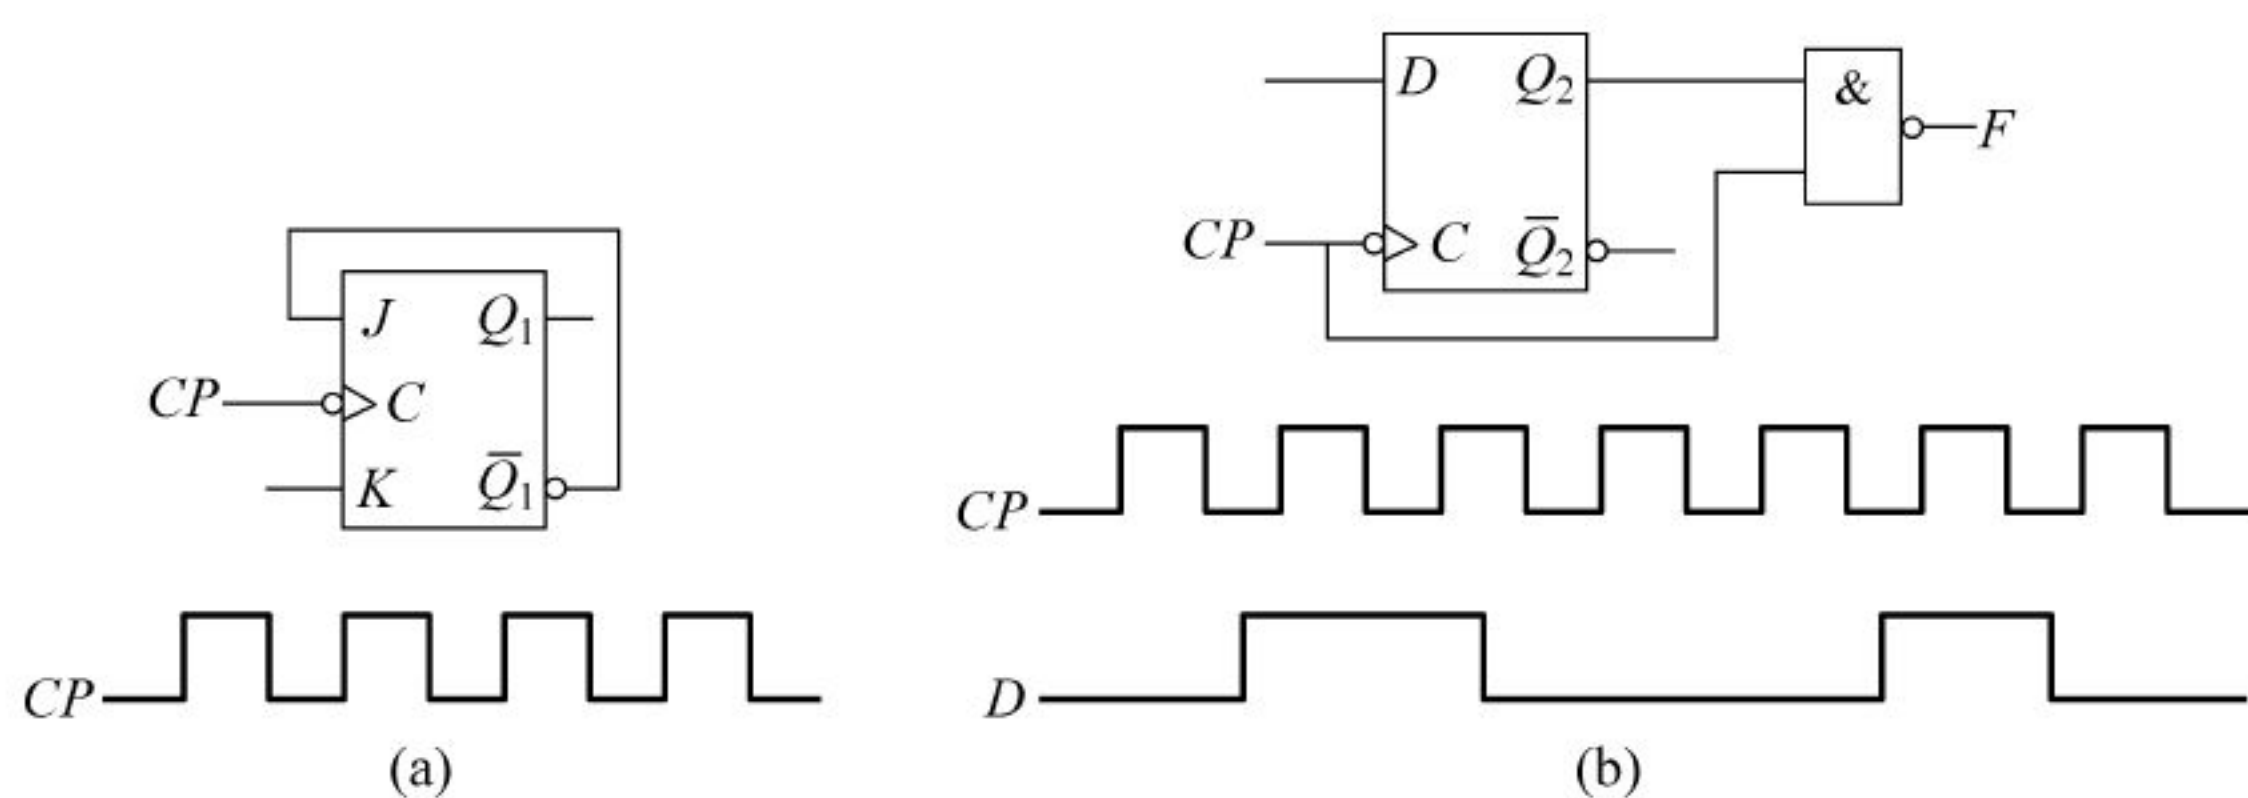 D Q₂ & F
CP C Q̅₂
J Q₁
CP C
K Q̅₁
CP
D
CP
(a)
(b)